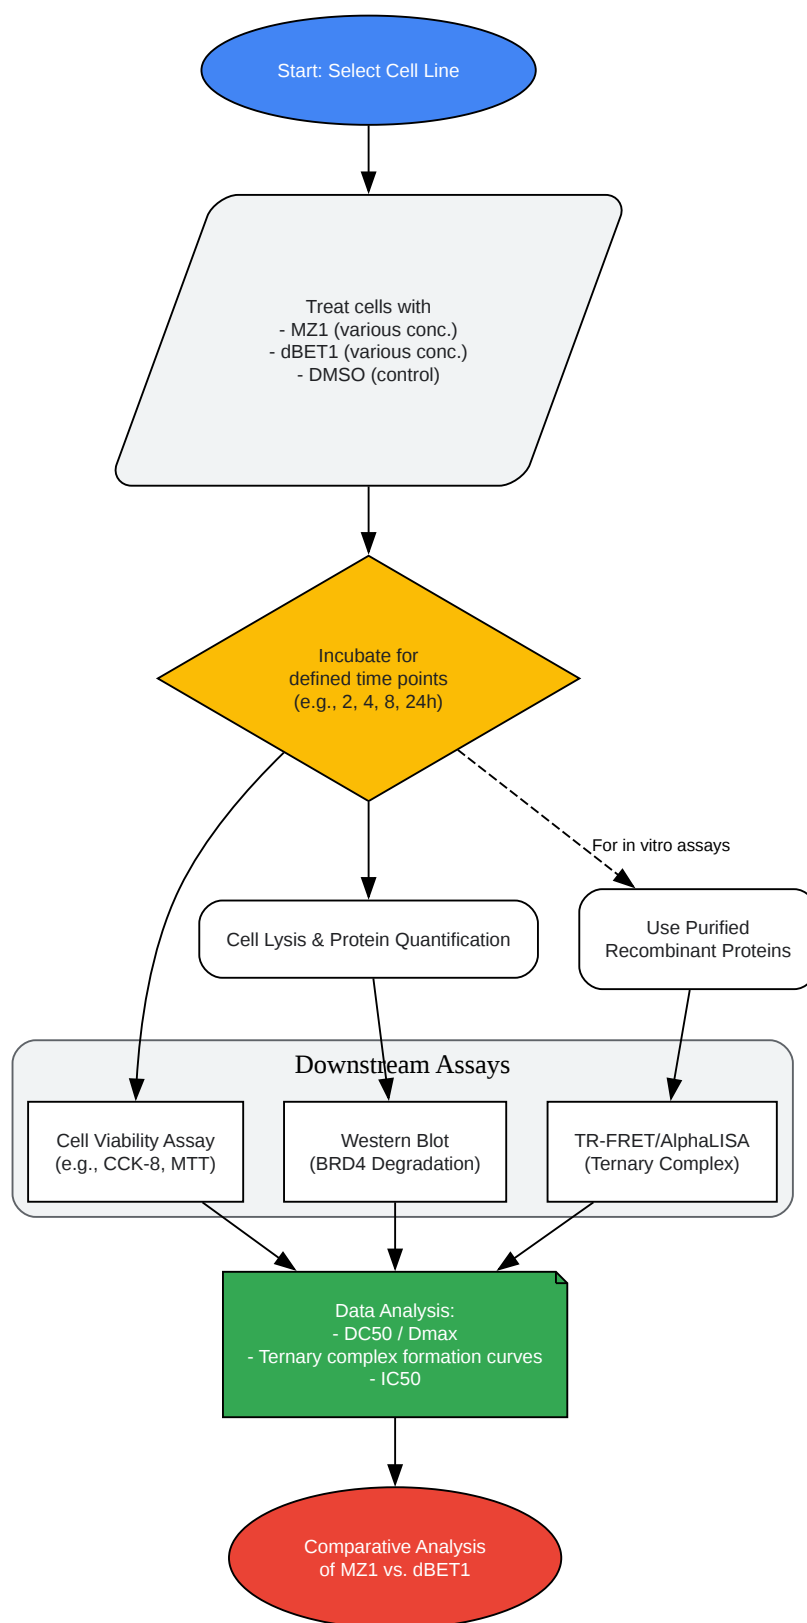 Start: Select Cell Line
Treat cells with
- MZ1 (various conc.)
- dBET1 (various conc.)
- DMSO (control)
Incubate for
defined time points
(e.g., 2, 4, 8, 24h)
For in vitro assays
Cell Lysis & Protein Quantification
Use Purified
Recombinant Proteins
Downstream Assays
Cell Viability Assay
(e.g., CCK-8, MTT)
Western Blot
(BRD4 Degradation)
TR-FRET/AlphaLISA
(Ternary Complex)
Data Analysis:
- DC50 / Dmax
- Ternary complex formation curves
- IC50
Comparative Analysis
of MZ1 vs. dBET1